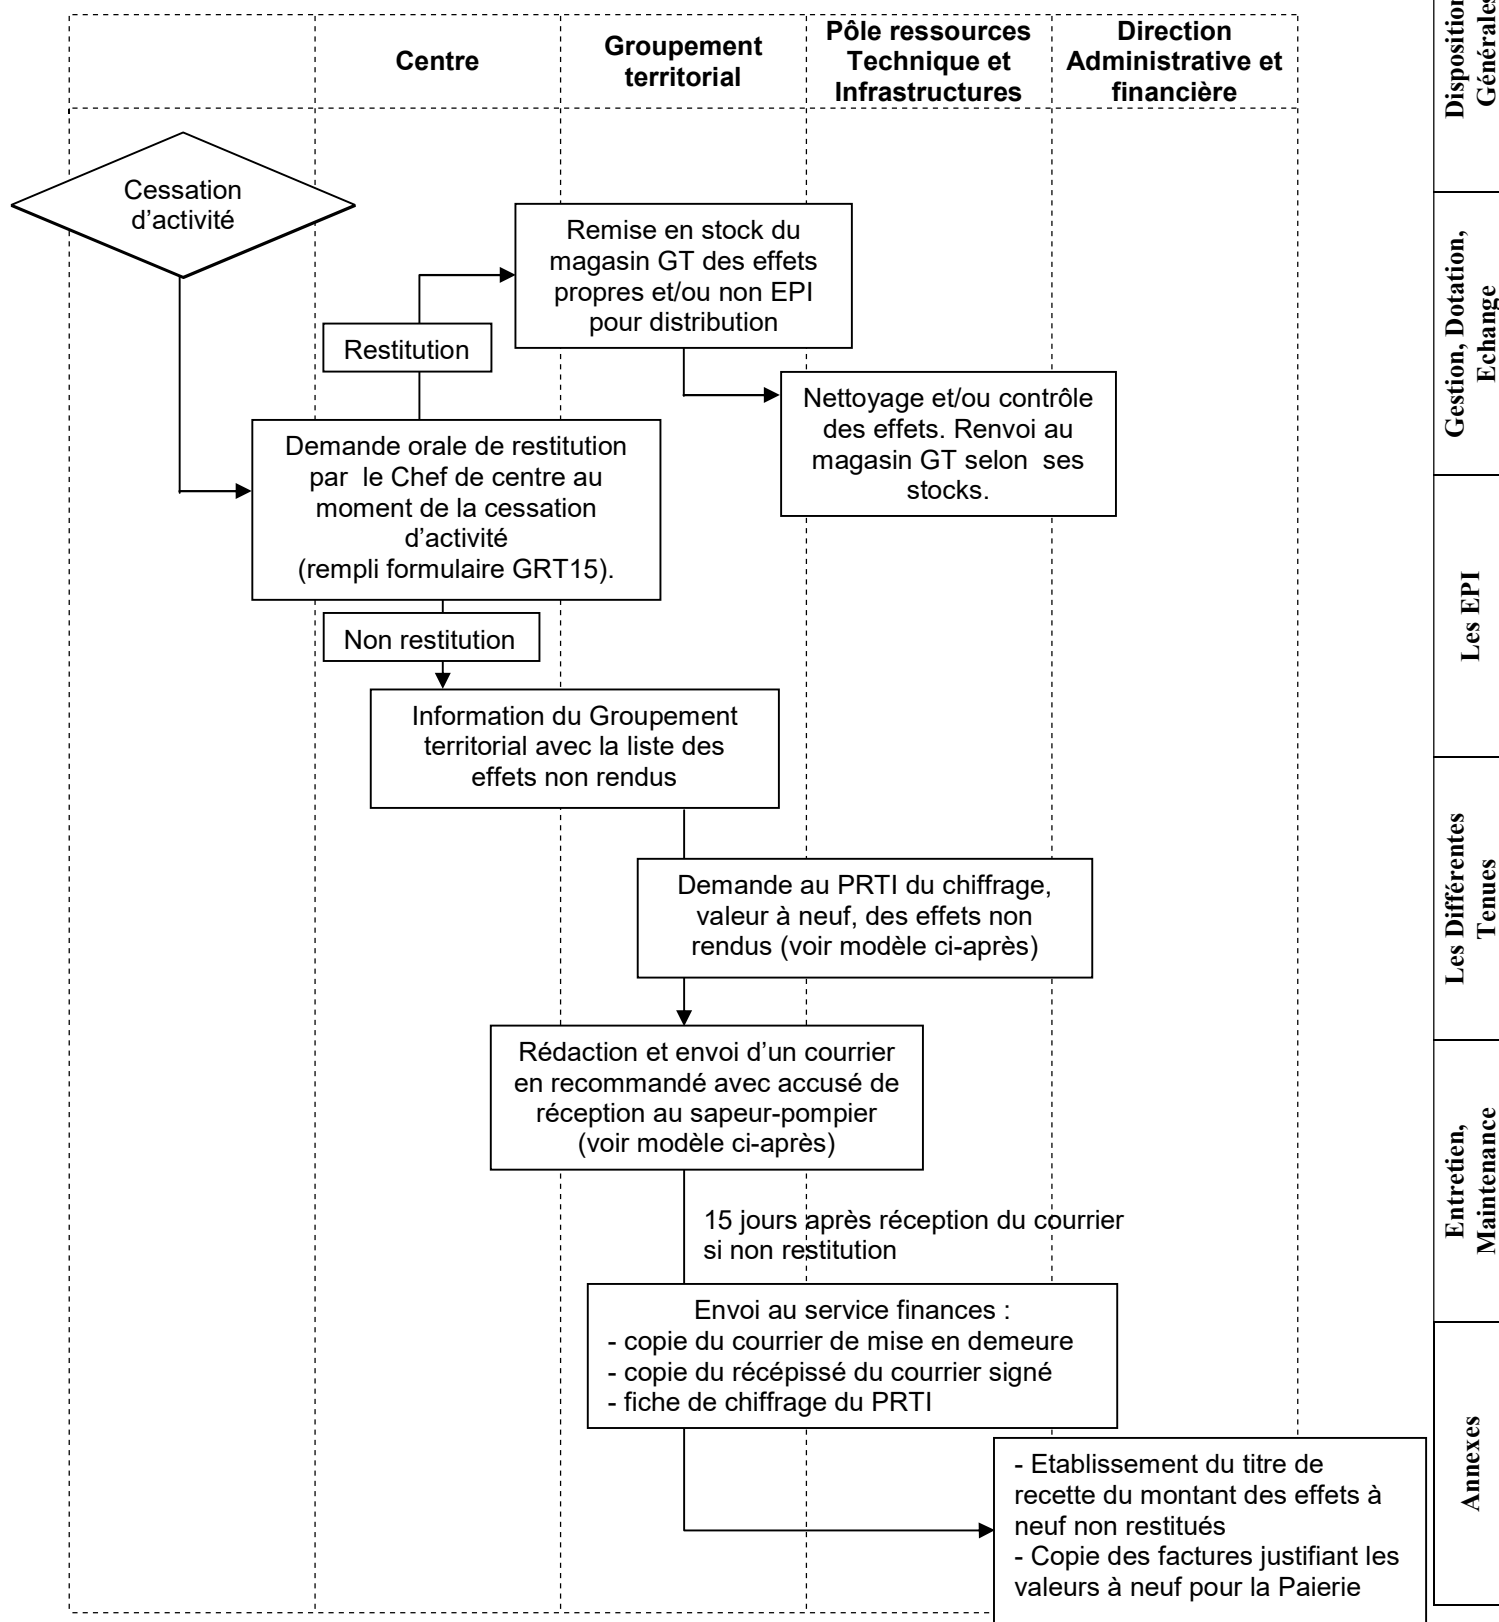 Centre
Groupement
territorial
Pôle ressources
Technique et
Infrastructures
Direction
Administrative et
financière
Cessation
d’activité
Remise en stock du
magasin GT des effets
propres et/ou non EPI
pour distribution
Restitution
Nettoyage et/ou contrôle
des effets. Renvoi au
magasin GT selon ses
stocks.
Demande orale de restitution
par le Chef de centre au
moment de la cessation
d’activité
(rempli formulaire GRT15).
Non restitution
Information du Groupement
territorial avec la liste des
effets non rendus
Demande au PRTI du chiffrage,
valeur à neuf, des effets non
rendus (voir modèle ci-après)
Rédaction et envoi d’un courrier
en recommandé avec accusé de
réception au sapeur-pompier
(voir modèle ci-après)
15 jours après réception du courrier
si non restitution
Envoi au service finances :
- copie du courrier de mise en demeure
- copie du récépissé du courrier signé
- fiche de chiffrage du PRTI
- Etablissement du titre de
recette du montant des effets à
neuf non restitués
- Copie des factures justifiant les
valeurs à neuf pour la Paierie
Disposition
Générales
Gestion, Dotation,
Echange
Les EPI
Les Différentes
Tenues
Entretien,
Maintenance
Annexes